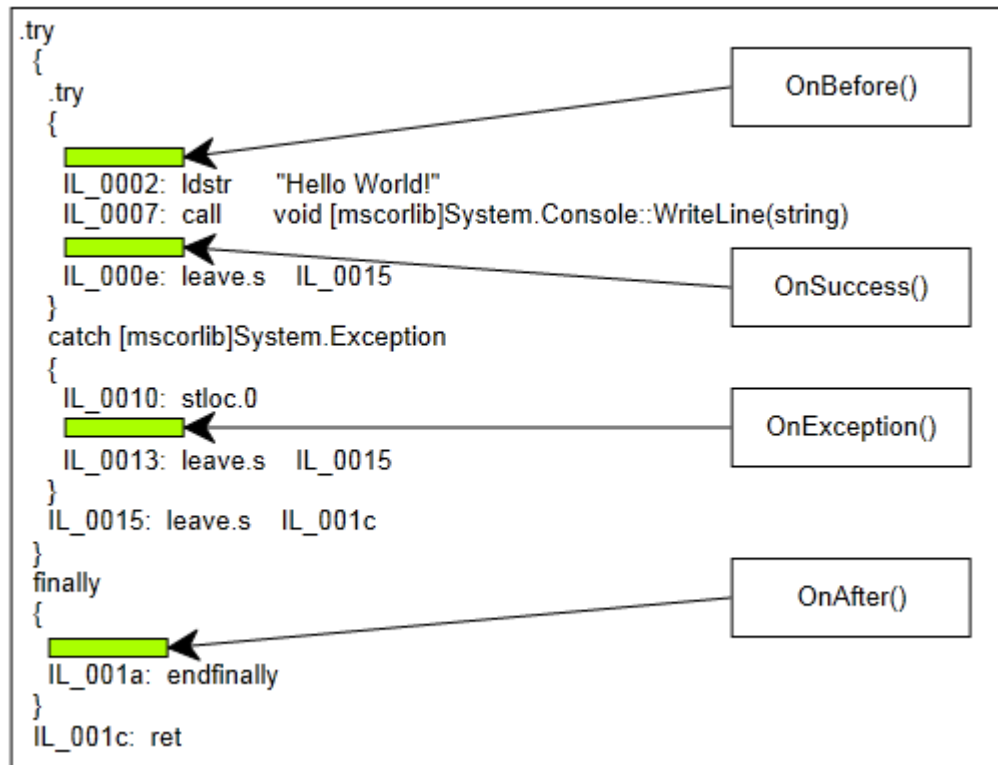 .try
{
.try
{
OnBefore()
IL_0002: ldstr "Hello World!"
IL_0007: call void [mscorlib]System.Console::WriteLine(string)
IL_000e: leave.s IL_0015
OnSuccess()
}
catch [mscorlib]System.Exception
{
IL_0010: stloc.0
OnException()
IL_0013: leave.s IL_0015
}
IL_0015: leave.s IL_001c
}
finally
{
OnAfter()
IL_001a: endfinally
}
IL_001c: ret